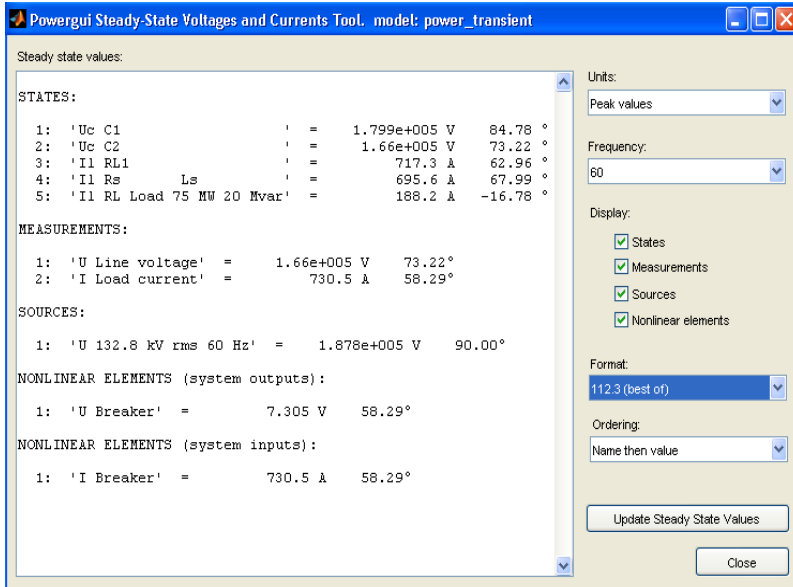 Powergui Steady-State Voltages and Currents Tool. model: power_transient
Steady state values:
STATES:
1: 'Uc C1 ' = 1.799e+005 V 84.78 °
2: 'Uc C2 ' = 1.66e+005 V 73.22 °
3: 'Il RL1 ' = 717.3 A 62.96 °
4: 'Il Rs Ls ' = 695.6 A 67.99 °
5: 'Il RL Load 75 MW 20 Mvar' = 188.2 A -16.78 °
MEASUREMENTS:
1: 'U Line voltage' = 1.66e+005 V 73.22°
2: 'I Load current' = 730.5 A 58.29°
SOURCES:
1: 'U 132.8 kV rms 60 Hz' = 1.878e+005 V 90.00°
NONLINEAR ELEMENTS (system outputs):
1: 'U Breaker' = 7.305 V 58.29°
NONLINEAR ELEMENTS (system inputs):
1: 'I Breaker' = 730.5 A 58.29°
Units:
Peak values
Frequency:
60
Display:
States
Measurements
Sources
Nonlinear elements
Format:
112.3 (best of)
Ordering:
Name then value
Update Steady State Values
Close